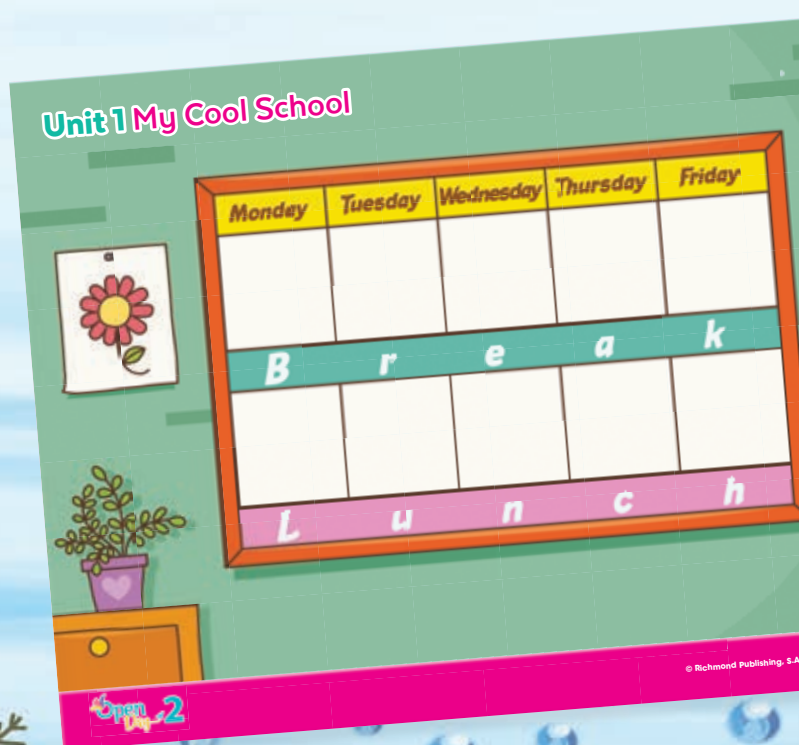 Unit 1 My Cool School
Monday Tuesday Wednesday Thursday Friday
B r e a k
L u n c h
© Richmond Publishing, S.A
Open Day 2